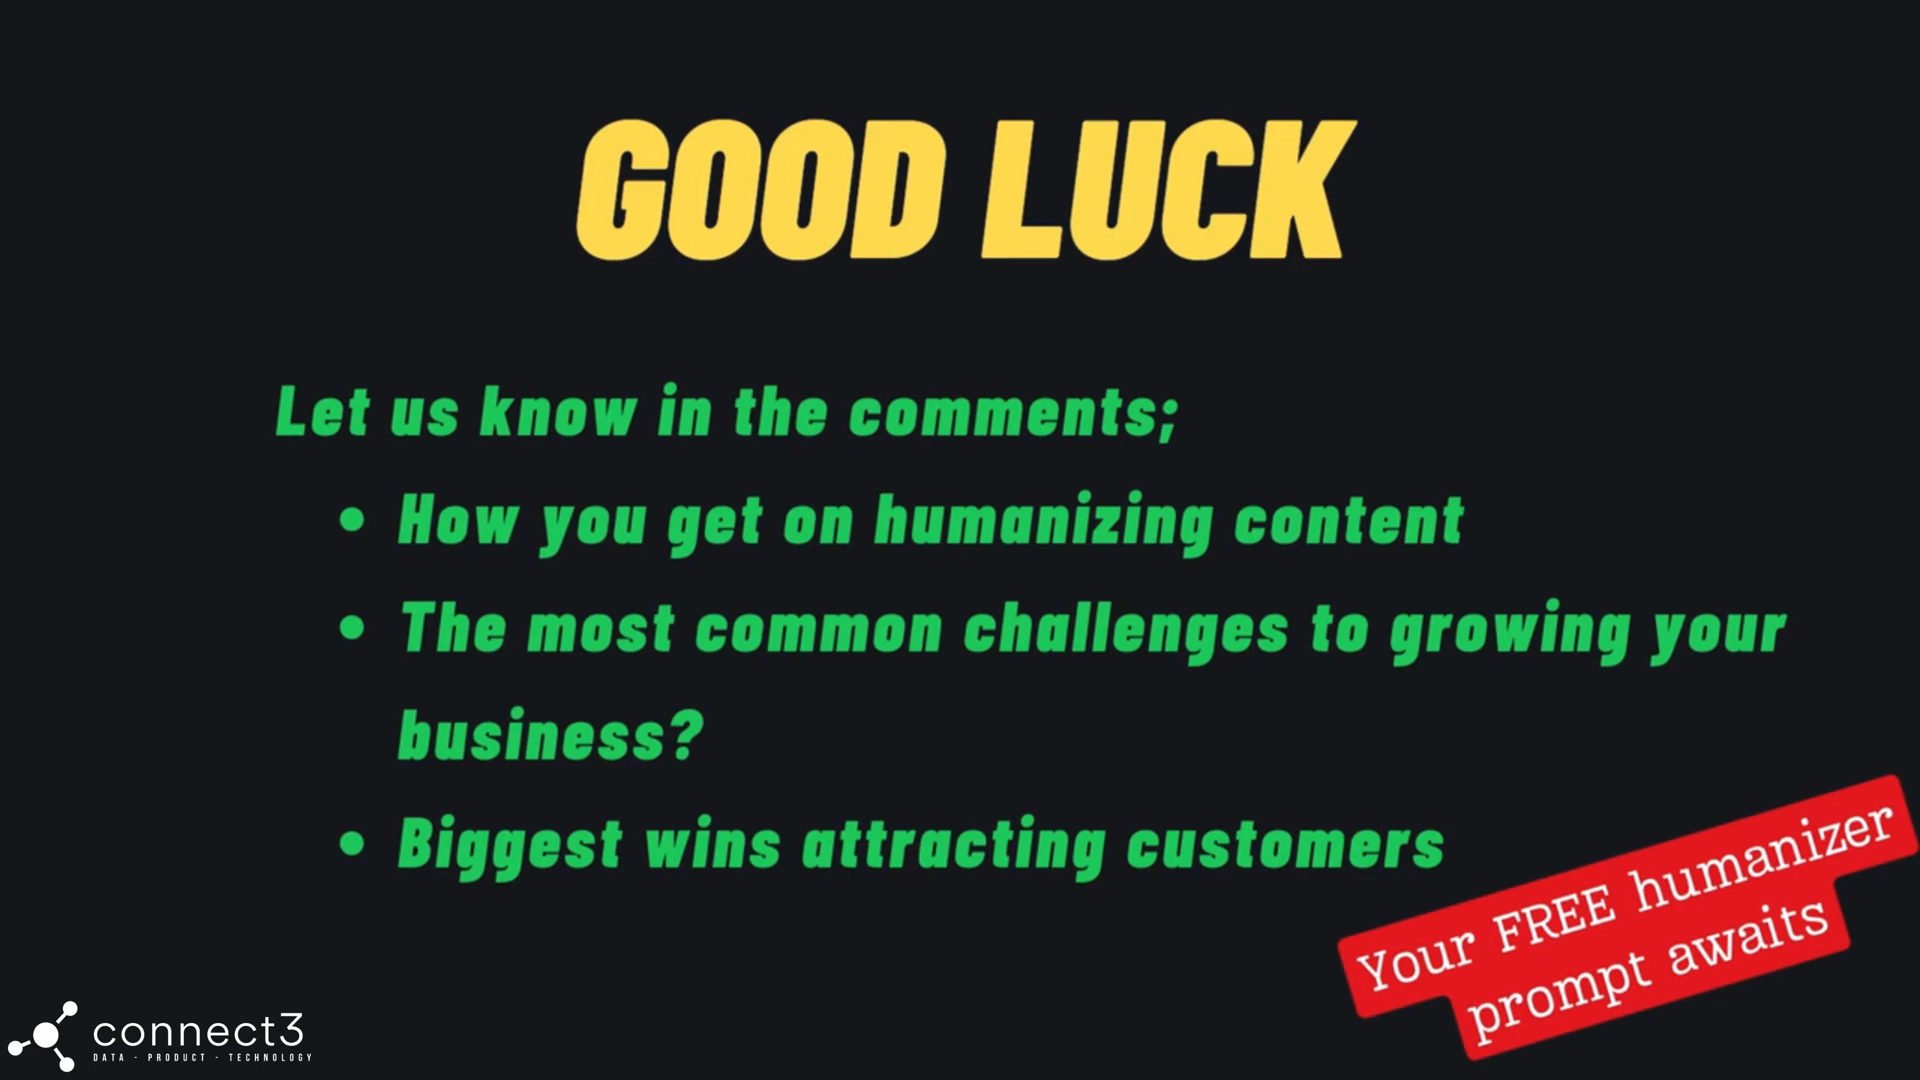 GOOD LUCK
Let us know in the comments;
• How you get on humanizing content
• The most common challenges to growing your
business?
• Biggest wins attracting customers
Your FREE humanizer
prompt awaits
connect3
DATA - PRODUCT - TECHNOLOGY